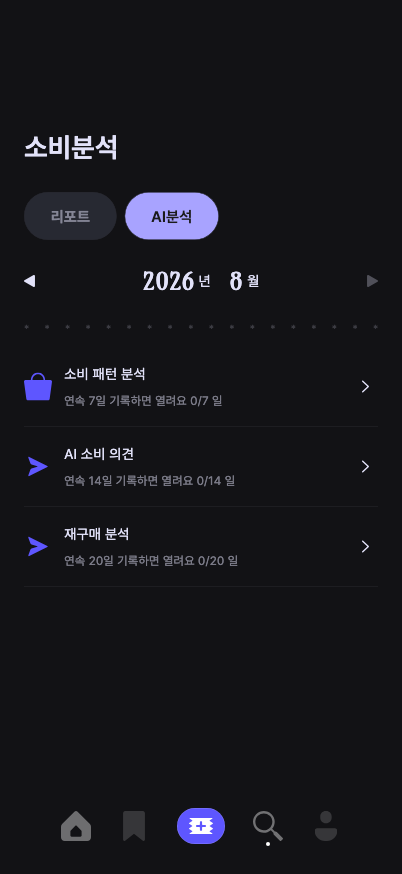 소비분석
리포트 AI분석
2026 년 8 월
소비 패턴 분석
연속 7일 기록하면 열려요 0/7 일
AI 소비 의견
연속 14일 기록하면 열려요 0/14 일
재구매 분석
연속 20일 기록하면 열려요 0/20 일